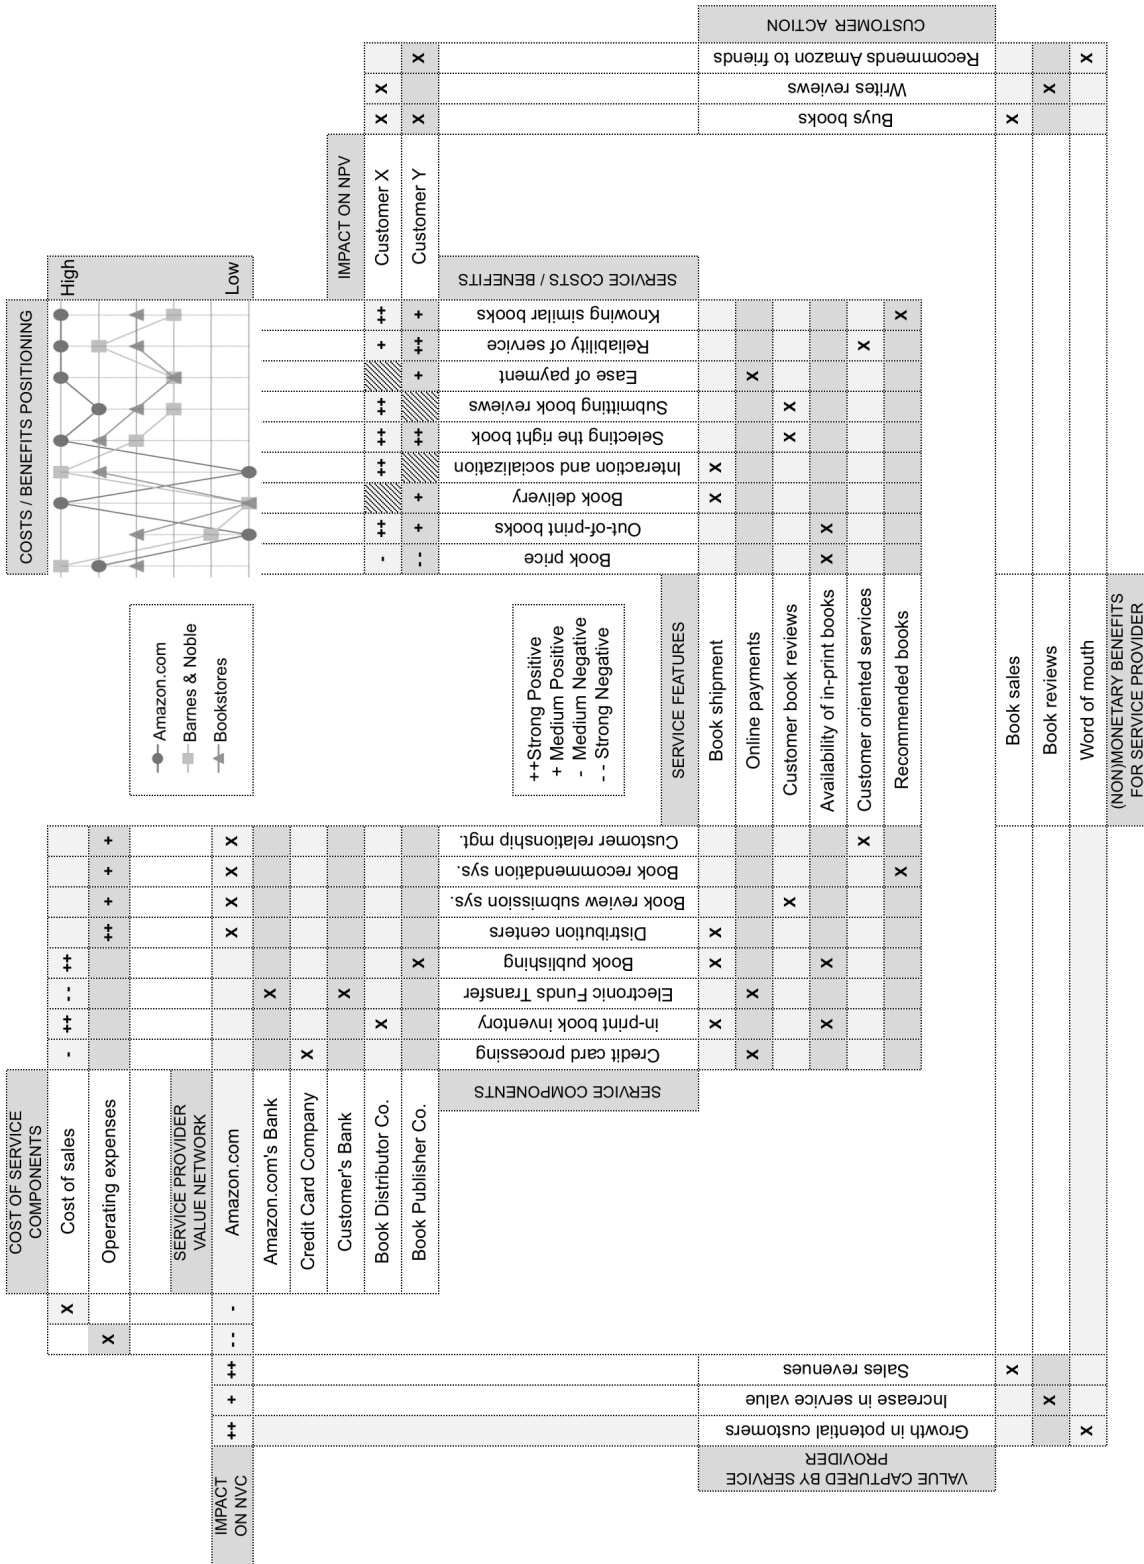 CUSTOMER ACTION
Recommends Amazon to friends
X
X
Writes reviews
X
X
Buys books
X
X
X
IMPACT ON NPV
Customer X
Customer Y
COSTS / BENEFITS POSITIONING
High
Low
SERVICE COSTS / BENEFITS
Knowing similar books
++
+
X
Reliability of service
+
++
X
Ease of payment
+
X
Submitting book reviews
++
X
Selecting the right book
++
++
X
Interaction and socialization
++
X
Book delivery
+
X
Out-of-print books
++
+
X
Book price
-
- -
X
Amazon.com
Barnes & Noble
Bookstores
++Strong Positive
+ Medium Positive
- Medium Negative
- - Strong Negative
SERVICE FEATURES
Book shipment
Online payments
Customer book reviews
Availability of in-print books
Customer oriented services
Recommended books
Book sales
Book reviews
Word of mouth
(NON)MONETARY BENEFITS
FOR SERVICE PROVIDER
Customer relationship mgt.
+
X
X
Book recommendation sys.
+
X
X
Book review submission sys.
+
X
X
Distribution centers
++
X
X
Book publishing
++
X
X
X
Electronic Funds Transfer
- -
X
X
X
in-print book inventory
++
X
X
X
Credit card processing
-
X
X
SERVICE COMPONENTS
COST OF SERVICE
COMPONENTS
Cost of sales
Operating expenses
SERVICE PROVIDER
VALUE NETWORK
Amazon.com
Amazon.com's Bank
Credit Card Company
Customer's Bank
Book Distributor Co.
Book Publisher Co.
X
-
X
- -
Sales revenues
++
X
Increase in service value
+
X
Growth in potential customers
++
X
VALUE CAPTURED BY SERVICE
PROVIDER
IMPACT
ON NVC